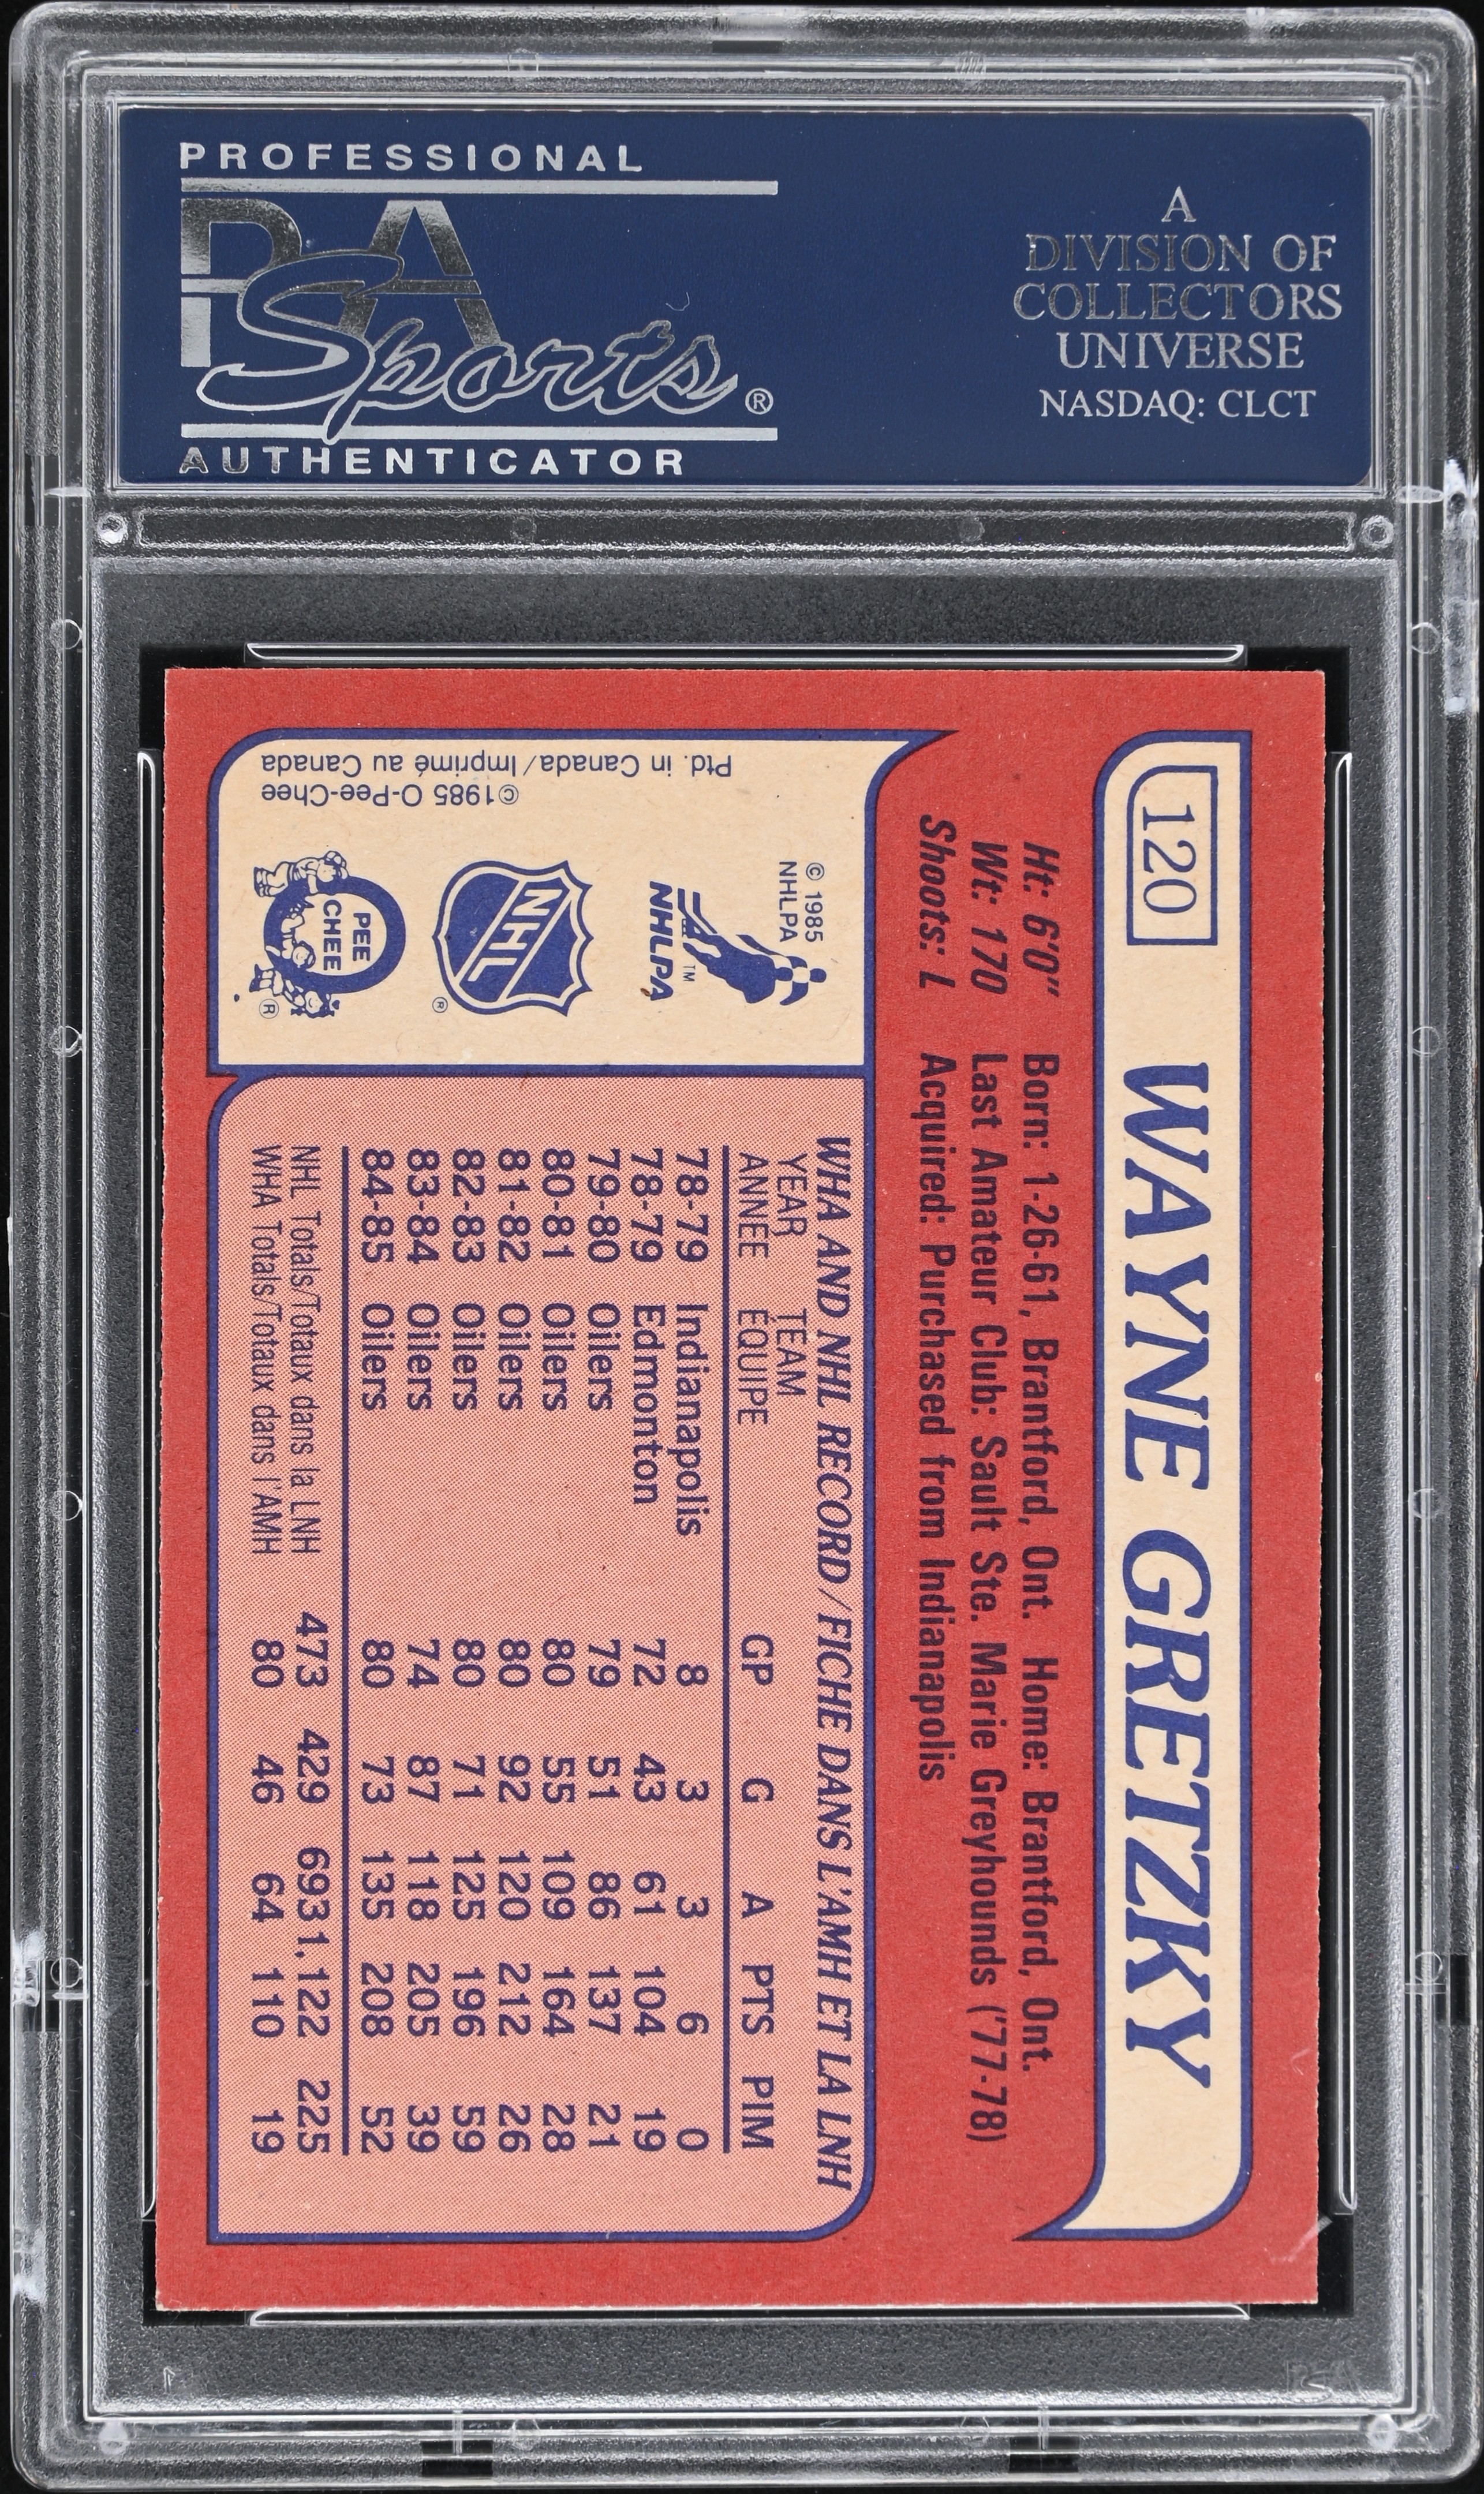 PROFESSIONAL
PSA
Sports®
AUTHENTICATOR
A
DIVISION OF
COLLECTORS
UNIVERSE
NASDAQ: CLCT
120
WAYNE GRETZKY
Ht: 6'0" Born: 1-26-61, Brantford, Ont. Home: Brantford, Ont.
Wt: 170 Last Amateur Club: Sault Ste. Marie Greyhounds ('77-78)
Shoots: L Acquired: Purchased from Indianapolis
© 1985
NHLPA
TM
NHLPA
NHL
®
PEE
CHEE
®
©1985 O-Pee-Chee
Ptd. in Canada/Imprimé au Canada
WHA AND NHL RECORD/FICHE DANS L'AMH ET LA LNH
YEAR TEAM
ANNEE ÉQUIPE GP G A PTS PIM
78-79 Indianapolis 8 3 3 6 0
78-79 Edmonton 72 43 61 104 19
79-80 Oilers 79 51 86 137 21
80-81 Oilers 80 55 109 164 28
81-82 Oilers 80 92 120 212 26
82-83 Oilers 80 71 125 196 59
83-84 Oilers 74 87 118 205 39
84-85 Oilers 80 73 135 208 52
NHL Totals/Totaux dans la LNH 473 429 693 1,122 225
WHA Totals/Totaux dans l'AMH 80 46 64 110 19
PSA